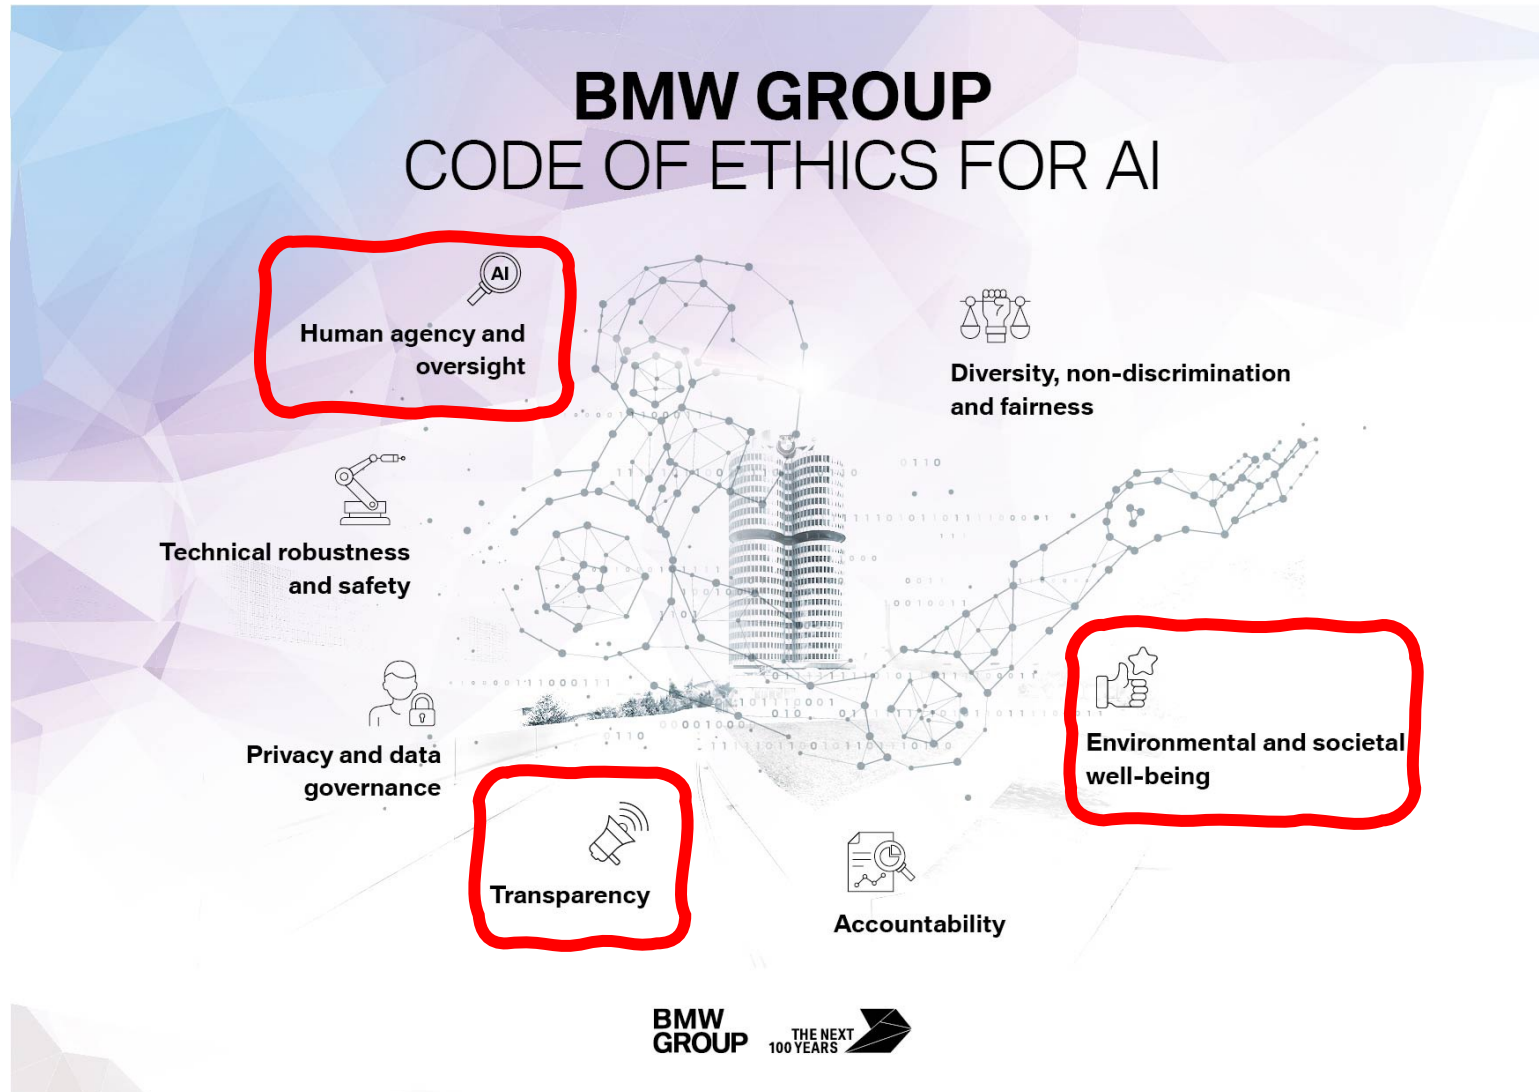 BMW GROUP
CODE OF ETHICS FOR AI
AI
Human agency and
oversight
Diversity, non-discrimination
and fairness
Technical robustness
and safety
Privacy and data
governance
Environmental and societal
well-being
Transparency
Accountability
BMW
GROUP
THE NEXT
100 YEARS